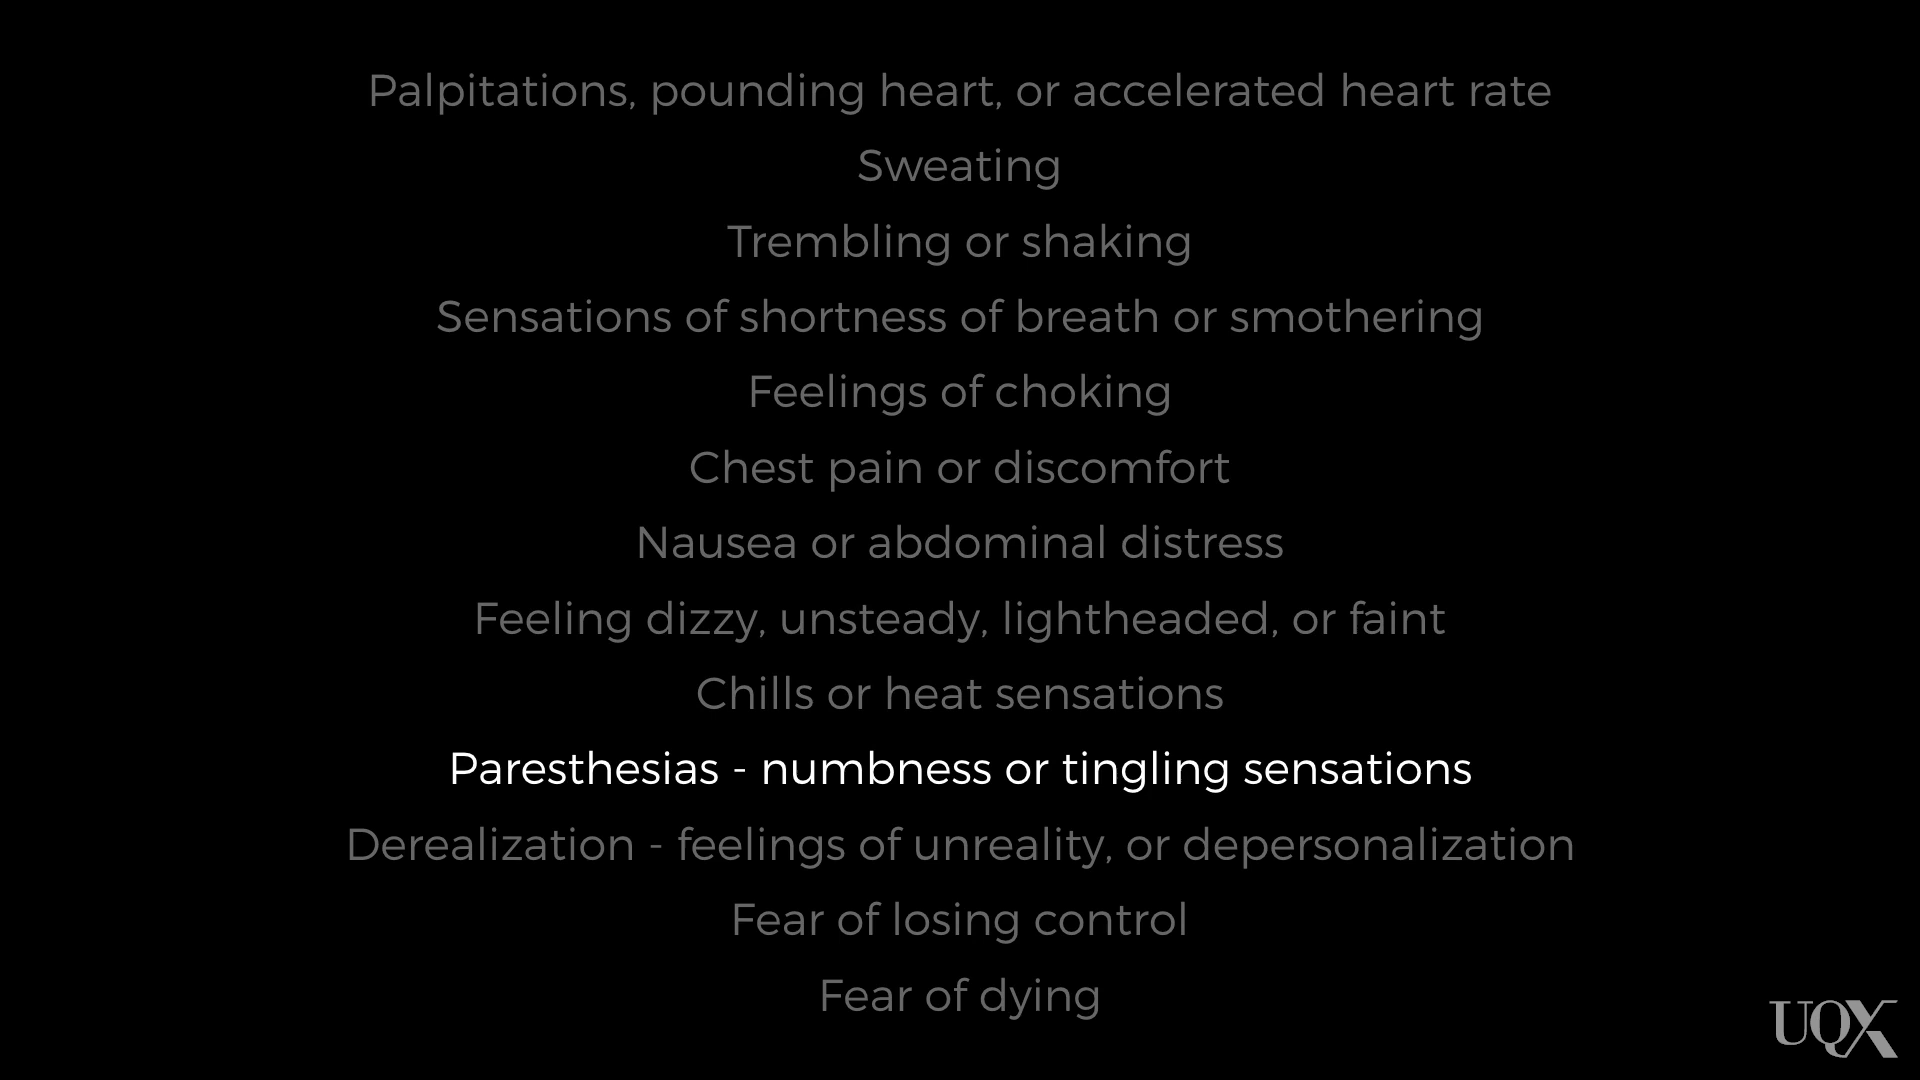 Palpitations, pounding heart, or accelerated heart rate
Sweating
Trembling or shaking
Sensations of shortness of breath or smothering
Feelings of choking
Chest pain or discomfort
Nausea or abdominal distress
Feeling dizzy, unsteady, lightheaded, or faint
Chills or heat sensations
Paresthesias - numbness or tingling sensations
Derealization - feelings of unreality, or depersonalization
Fear of losing control
Fear of dying
UQX